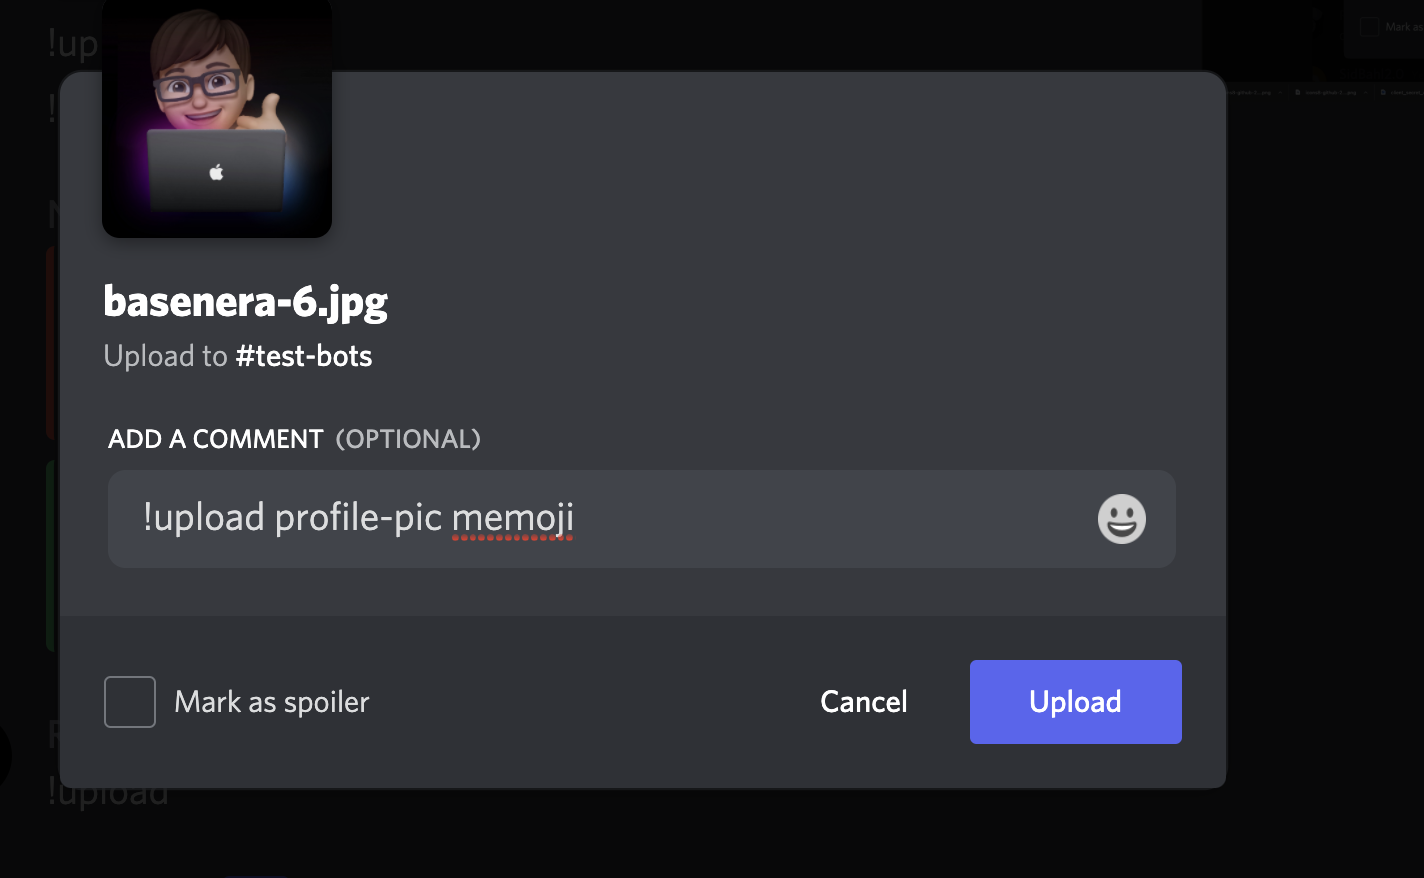 !up
Mark as
!
basenera-6.jpg
Upload to #test-bots
ADD A COMMENT (OPTIONAL)
!upload profile-pic memoji
Mark as spoiler
Cancel
Upload
!upload